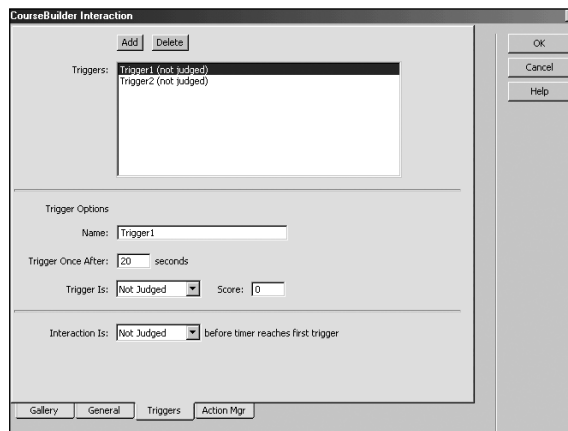 CourseBuilder Interaction
Add Delete
OK
Cancel
Help
Triggers:
Trigger1 (not judged)
Trigger2 (not judged)
Trigger Options
Name: Trigger1
Trigger Once After: 20 seconds
Trigger Is: Not Judged Score: 0
Interaction Is: Not Judged before timer reaches first trigger
Gallery General Triggers Action Mgr